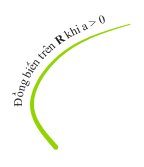 Đồng biến trên R khi a > 0